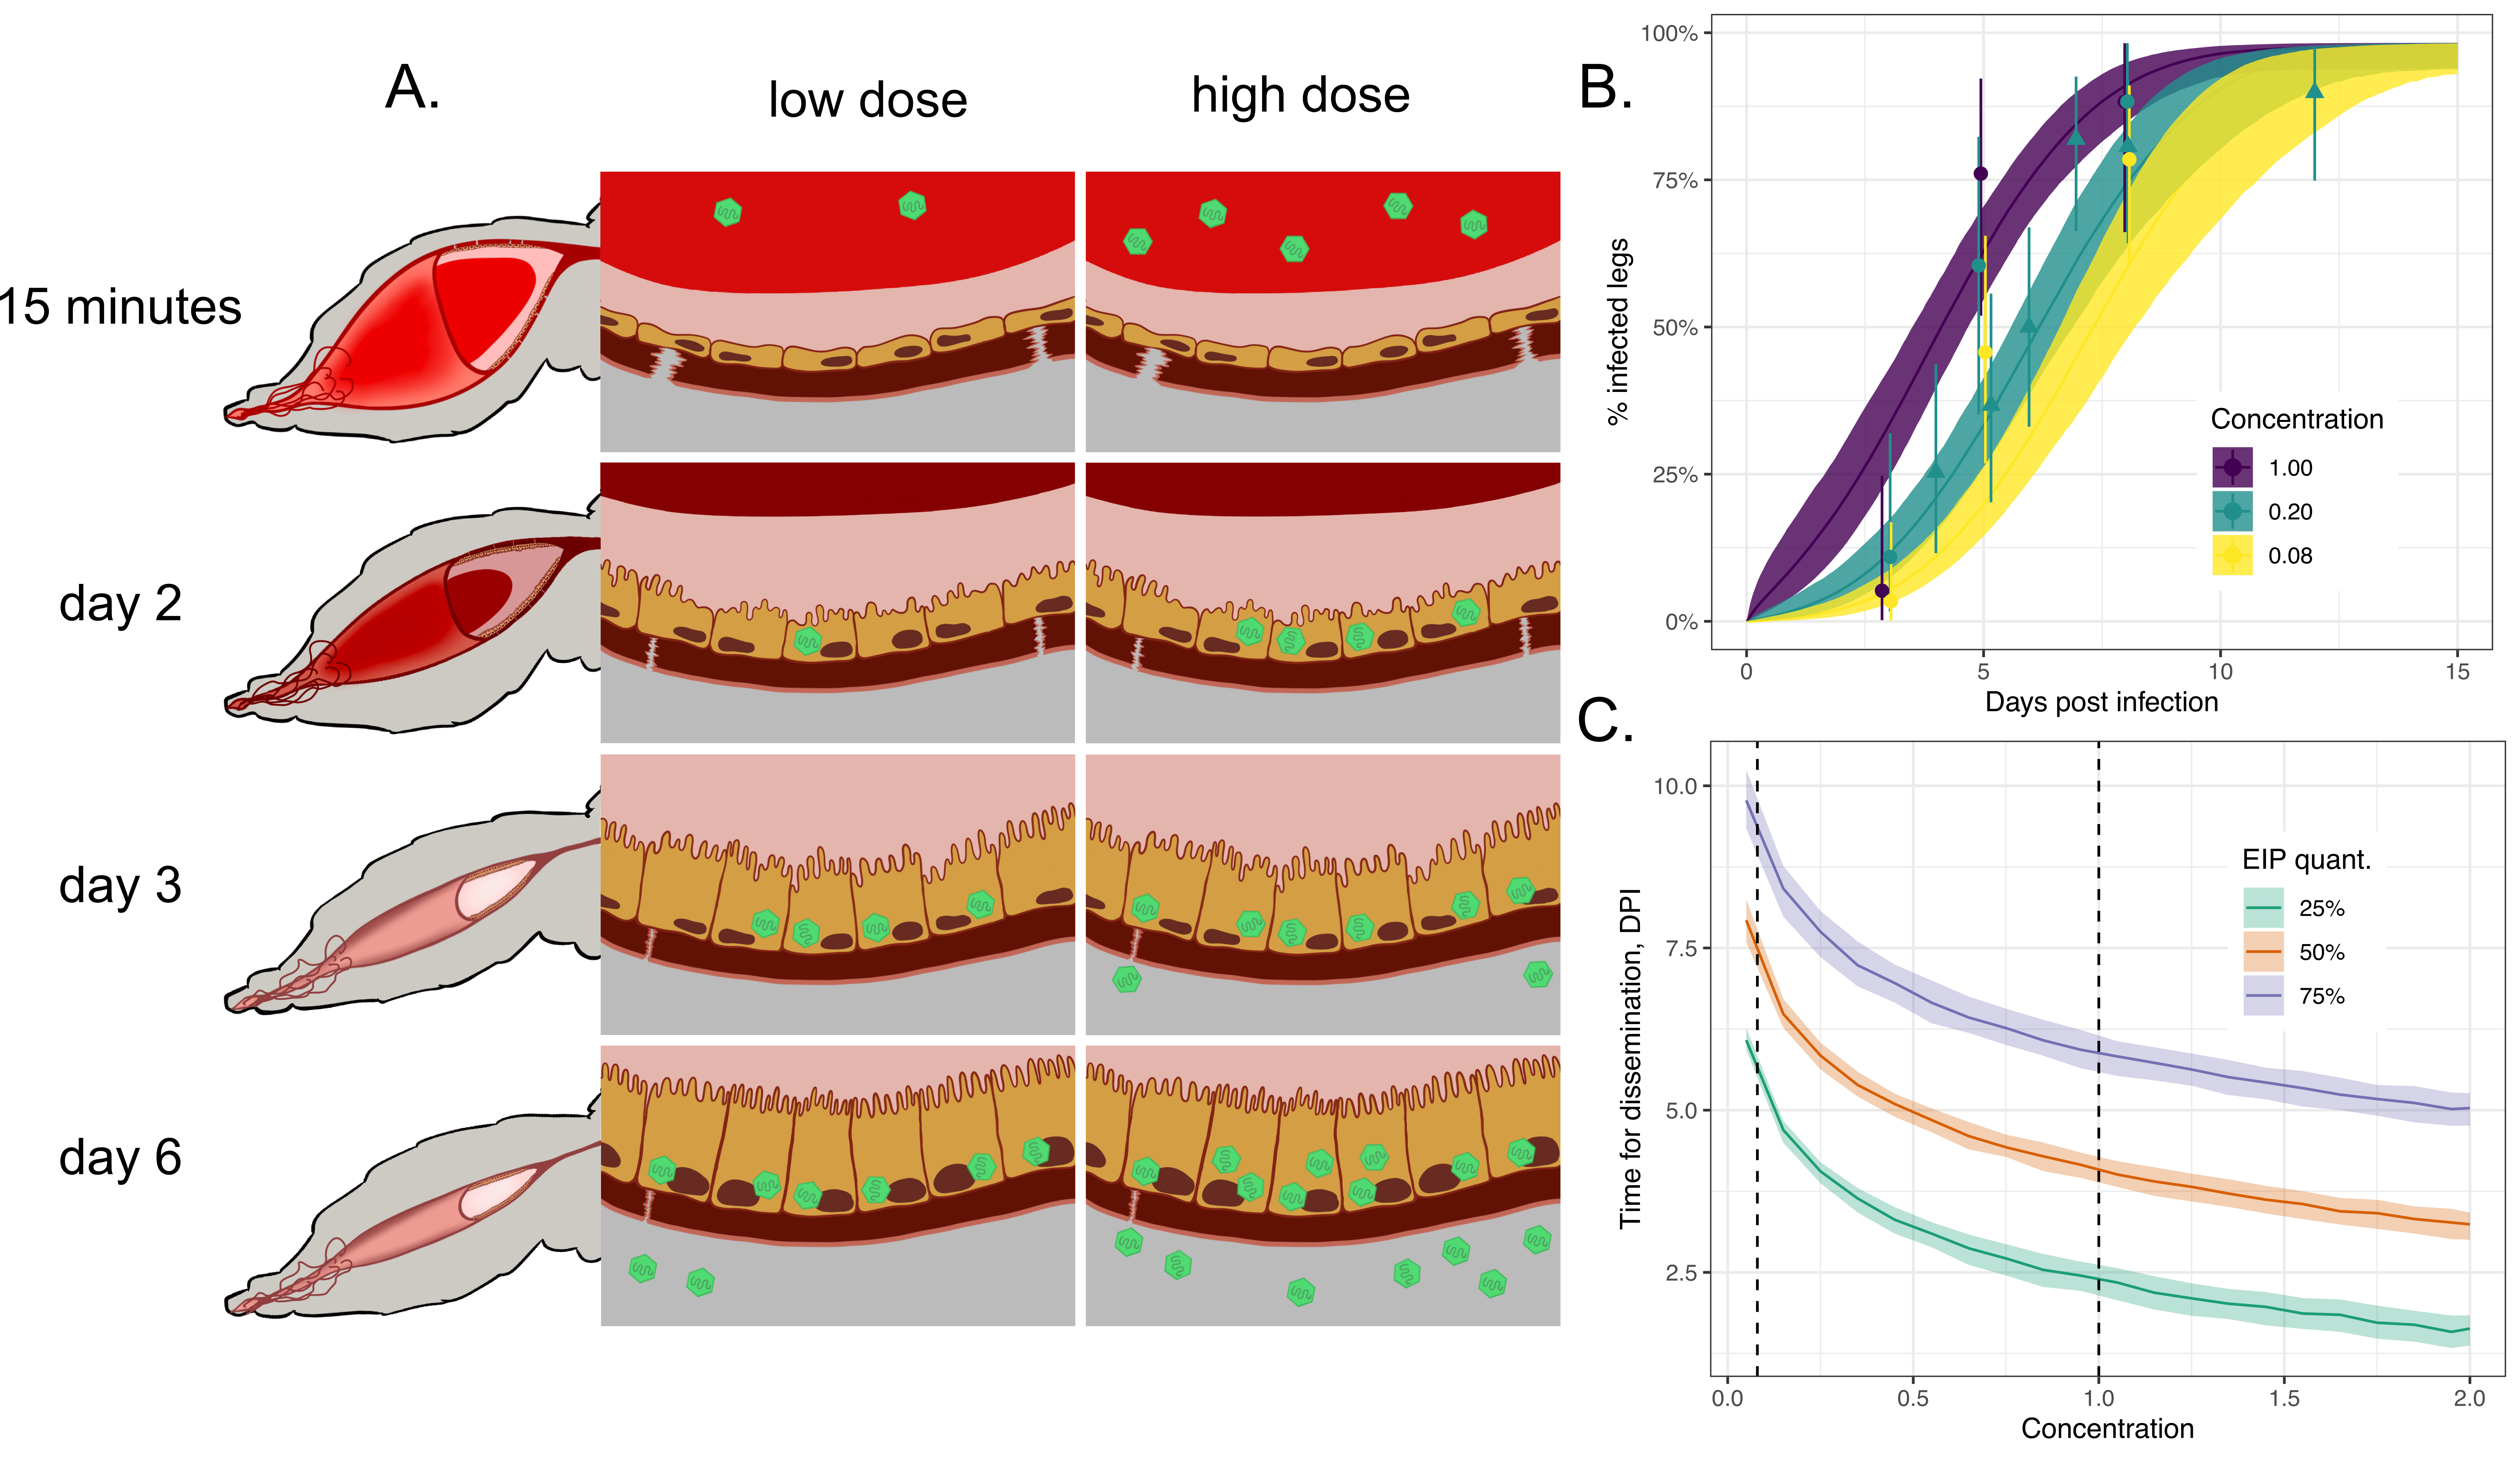 A.
low dose
high dose
15 minutes
day 2
day 3
day 6
B.
% infected legs
100%
75%
50%
25%
0%
0
5
10
15
Days post infection
Concentration
1.00
0.20
0.08
C.
Time for dissemination, DPI
10.0
7.5
5.0
2.5
0.0
0.5
1.0
1.5
2.0
Concentration
EIP quant.
25%
50%
75%